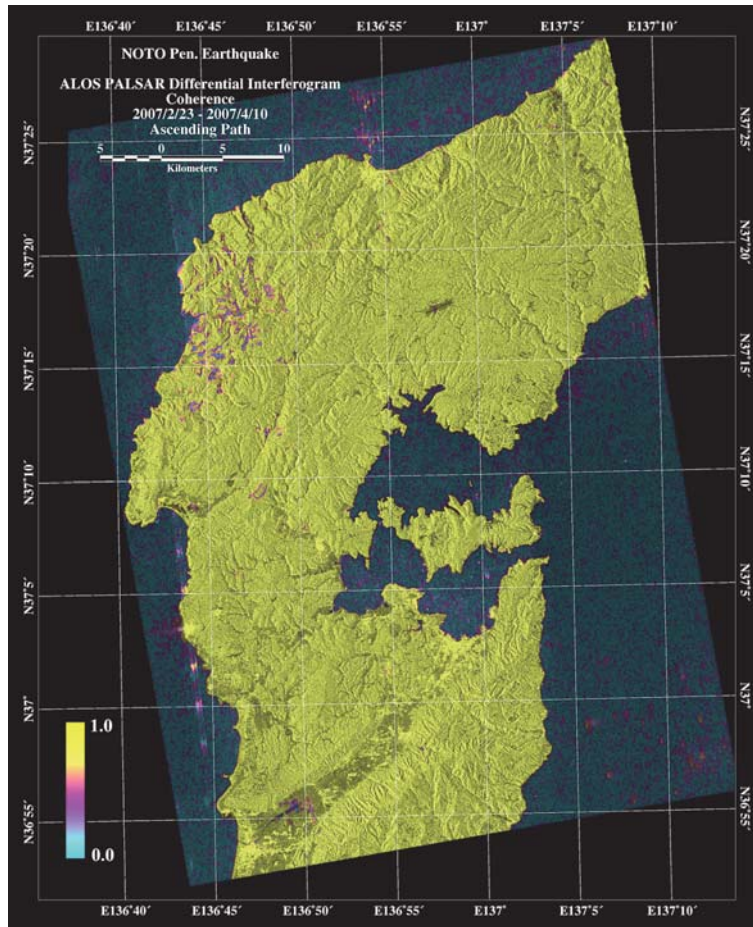 E136°40´ E136°45´ E136°50´ E136°55´ E137° E137°5´ E137°10´
NOTO Pen. Earthquake
ALOS PALSAR Differential Interferogram
Coherence
2007/2/23 - 2007/4/10
Ascending Path
5 0 5 10
Kilometers
N37°25´ N37°25´
N37°20´ N37°20´
N37°15´ N37°15´
N37°10´ N37°10´
N37°5´ N37°5´
N37° N37°
N36°55´ N36°55´
1.0
0.0
E136°40´ E136°45´ E136°50´ E136°55´ E137° E137°5´ E137°10´